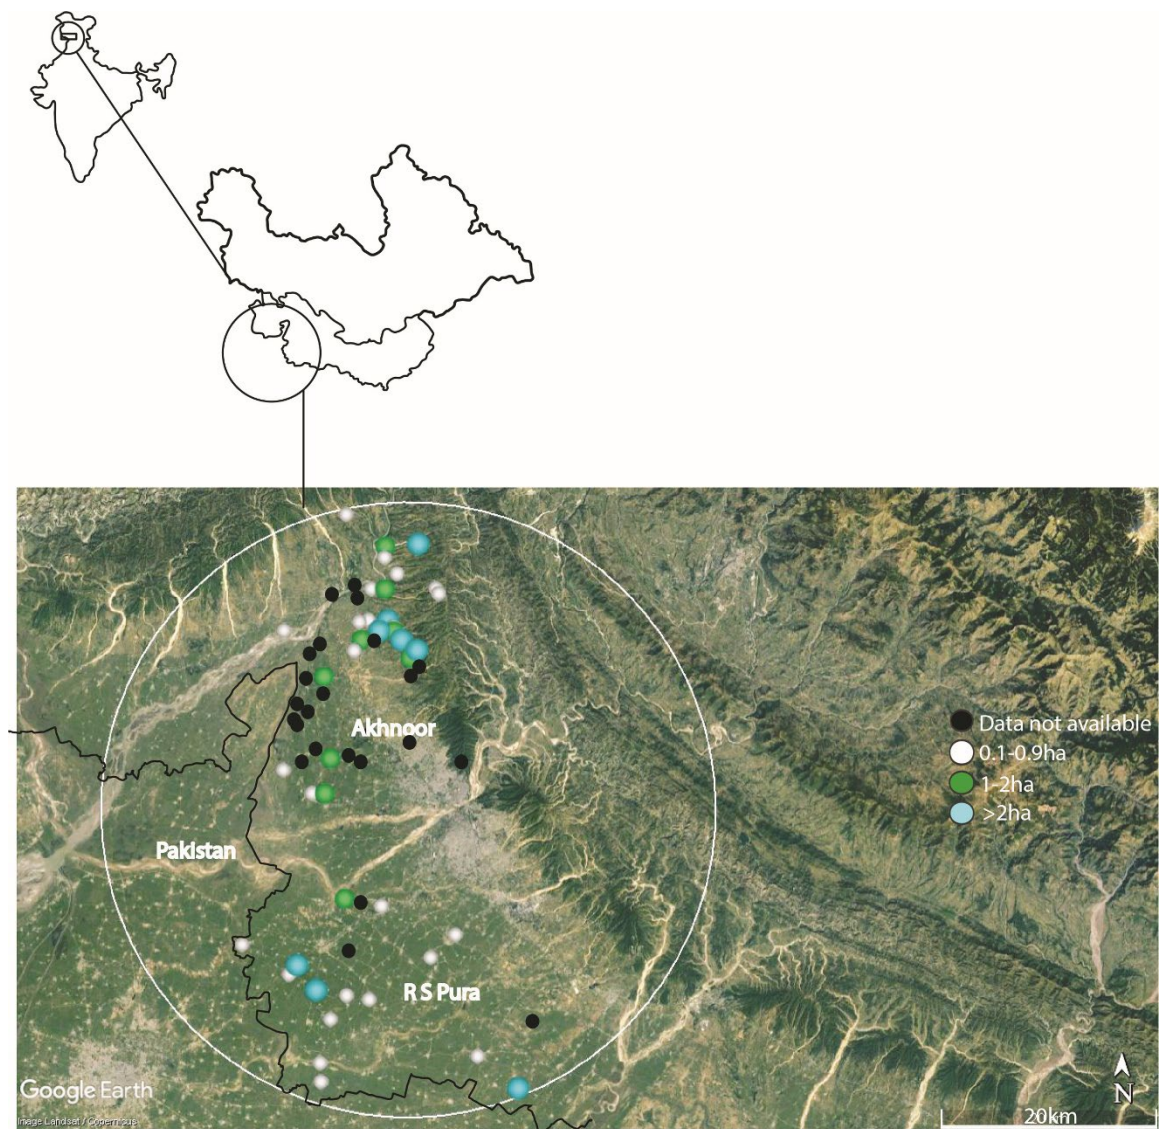 Akhnoor
Data not available
0.1-0.9ha
1-2ha
>2ha
Pakistan
R S Pura
Google Earth
N
20km
Image Landsat / Copernicus